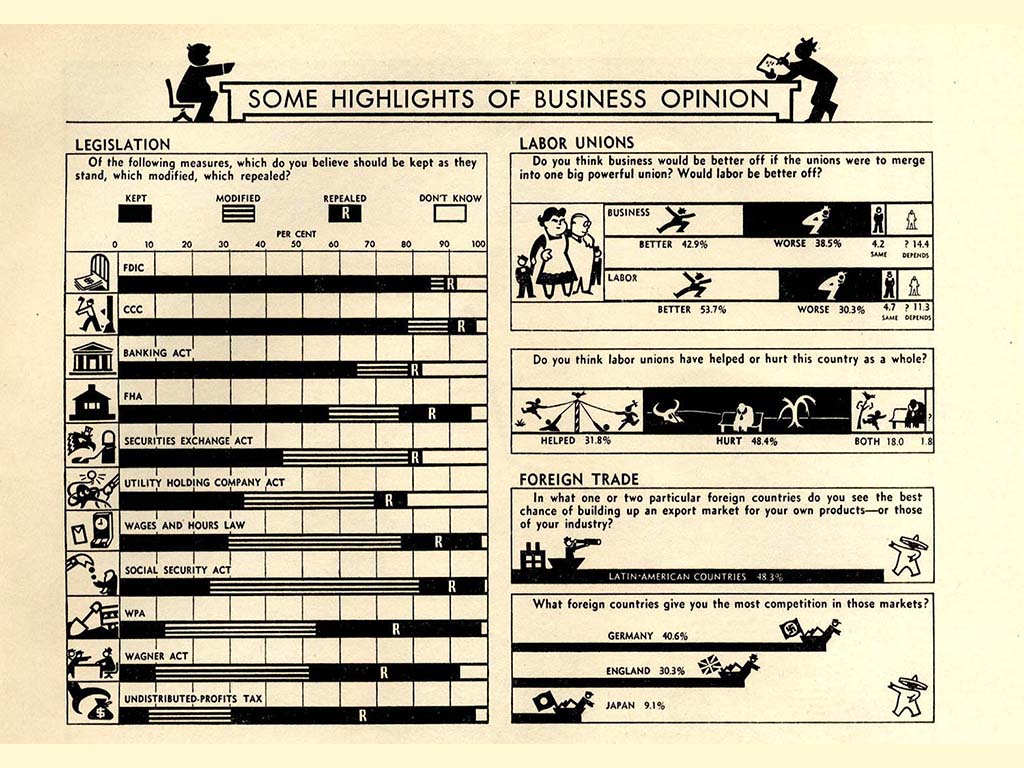 SOME HIGHLIGHTS OF BUSINESS OPINION
LEGISLATION
Of the following measures, which do you believe should be kept as they
stand, which modified, which repealed?
KEPT MODIFIED REPEALED DON'T KNOW
R
PER CENT
0 10 20 30 40 50 60 70 80 90 100
FDIC
R
CCC
R
BANKING ACT
R
FHA
R
SECURITIES EXCHANGE ACT
R
UTILITY HOLDING COMPANY ACT
R
WAGES AND HOURS LAW
R
SOCIAL SECURITY ACT
R
WPA
R
WAGNER ACT
R
UNDISTRIBUTED-PROFITS TAX
$
R
LABOR UNIONS
Do you think business would be better off if the unions were to merge
into one big powerful union? Would labor be better off?
BUSINESS
BETTER 42.9% WORSE 38.5% 4.2 ? 14.4
SAME DEPENDS
LABOR
BETTER 53.7% WORSE 30.3% 4.7 ? 11.3
SAME DEPENDS
Do you think labor unions have helped or hurt this country as a whole?
?
HELPED 31.8% HURT 48.4% BOTH 18.0 1.8
FOREIGN TRADE
In what one or two particular foreign countries do you see the best
chance of building up an export market for your own products—or those
of your industry?
LATIN-AMERICAN COUNTRIES 48.3%
What foreign countries give you the most competition in those markets?
GERMANY 40.6%
ENGLAND 30.3%
JAPAN 9.1%